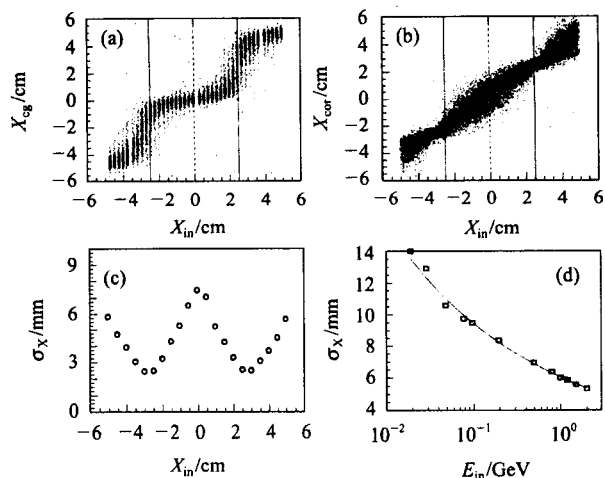 (a)
X_cg/cm
6
4
2
0
−2
−4
−6
−6 −4 −2 0 2 4 6
X_in/cm
(b)
X_cor/cm
6
4
2
0
−2
−4
−6
−6 −4 −2 0 2 4 6
X_in/cm
(c)
σ_X/mm
9
6
3
0
−6 −4 −2 0 2 4 6
X_in/cm
(d)
σ_X/mm
14
12
10
8
6
4
10⁻² 10⁻¹ 10⁰
E_in/GeV